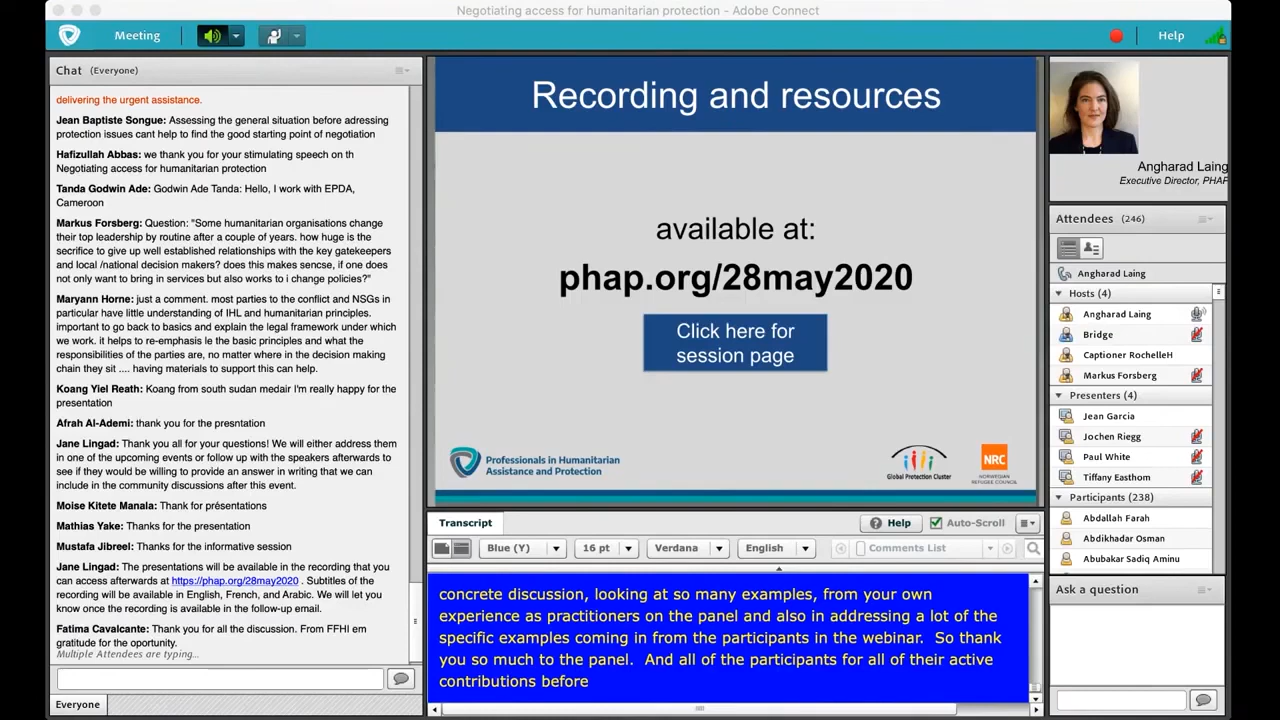 Negotiating access for humanitarian protection - Adobe Connect
Meeting
Help
Chat (Everyone)
delivering the urgent assistance.
Jean Baptiste Songue: Assessing the general situation before adressing
protection issues cant help to find the good starting point of negotiation
Hafizullah Abbas: we thank you for your stimulating speech on th
Negotiating access for humanitarian protection
Tanda Godwin Ade: Godwin Ade Tanda: Hello, I work with EPDA,
Cameroon
Markus Forsberg: Question: "Some humanitarian organisations change
their top leadership by routine after a couple of years. how huge is the
secrifice to give up well established relationships with the key gatekeepers
and local /national decision makers? does this makes sencse, if one does
not only want to bring in services but also works to i change policies?"
Maryann Horne: just a comment. most parties to the conflict and NSGs in
particular have little understanding of IHL and humanitarian principles.
important to go back to basics and explain the legal framework under which
we work. it helps to re-emphasis le the basic principles and what the
responsibilities of the parties are, no matter where in the decision making
chain they sit .... having materials to support this can help.
Koang Yiel Reath: Koang from south sudan medair I'm really happy for the
presentation
Afrah Al-Ademi: thank you for the presntation
Jane Lingad: Thank you all for your questions! We will either address them
in one of the upcoming events or follow up with the speakers afterwards to
see if they would be willing to provide an answer in writing that we can
include in the community discussions after this event.
Moise Kitete Manala: Thank for présentations
Mathias Yake: Thanks for the presentation
Mustafa Jibreel: Thanks for the informative session
Jane Lingad: The presentations will be available in the recording that you
can access afterwards at https://phap.org/28may2020 . Subtitles of the
recording will be available in English, French, and Arabic. We will let you
know once the recording is available in the follow-up email.
Fatima Cavalcante: Thank you for all the discussion. From FFHI em
gratitude for the oportunity.
Multiple Attendees are typing...
Everyone
Recording and resources
available at:
phap.org/28may2020
Click here for
session page
Professionals in Humanitarian
Assistance and Protection
Global Protection Cluster
NRC
NORWEGIAN
REFUGEE COUNCIL
Transcript
Help
Auto-Scroll
Blue (Y)
16 pt
Verdana
English
Comments List
concrete discussion, looking at so many examples, from your own
experience as practitioners on the panel and also in addressing a lot of the
specific examples coming in from the participants in the webinar. So thank
you so much to the panel. And all of the participants for all of their active
contributions before
Angharad Laing
Executive Director, PHAP
Attendees (246)
Angharad Laing
Hosts (4)
Angharad Laing
Bridge
Captioner RochelleH
Markus Forsberg
Presenters (4)
Jean Garcia
Jochen Riegg
Paul White
Tiffany Easthom
Participants (238)
Abdallah Farah
Abdikhadar Osman
Abubakar Sadiq Aminu
Ask a question